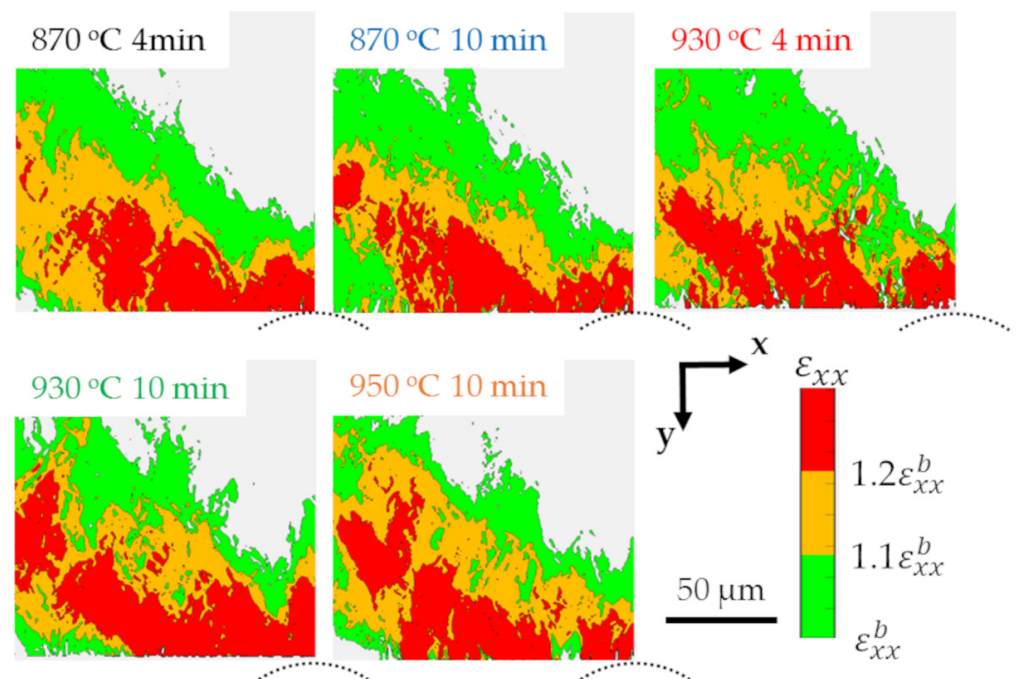 870 °C 4min
870 °C 10 min
930 °C 4 min
930 °C 10 min
950 °C 10 min
x
y
50 µm
εxx
1.2εᵇxx
1.1εᵇxx
εᵇxx